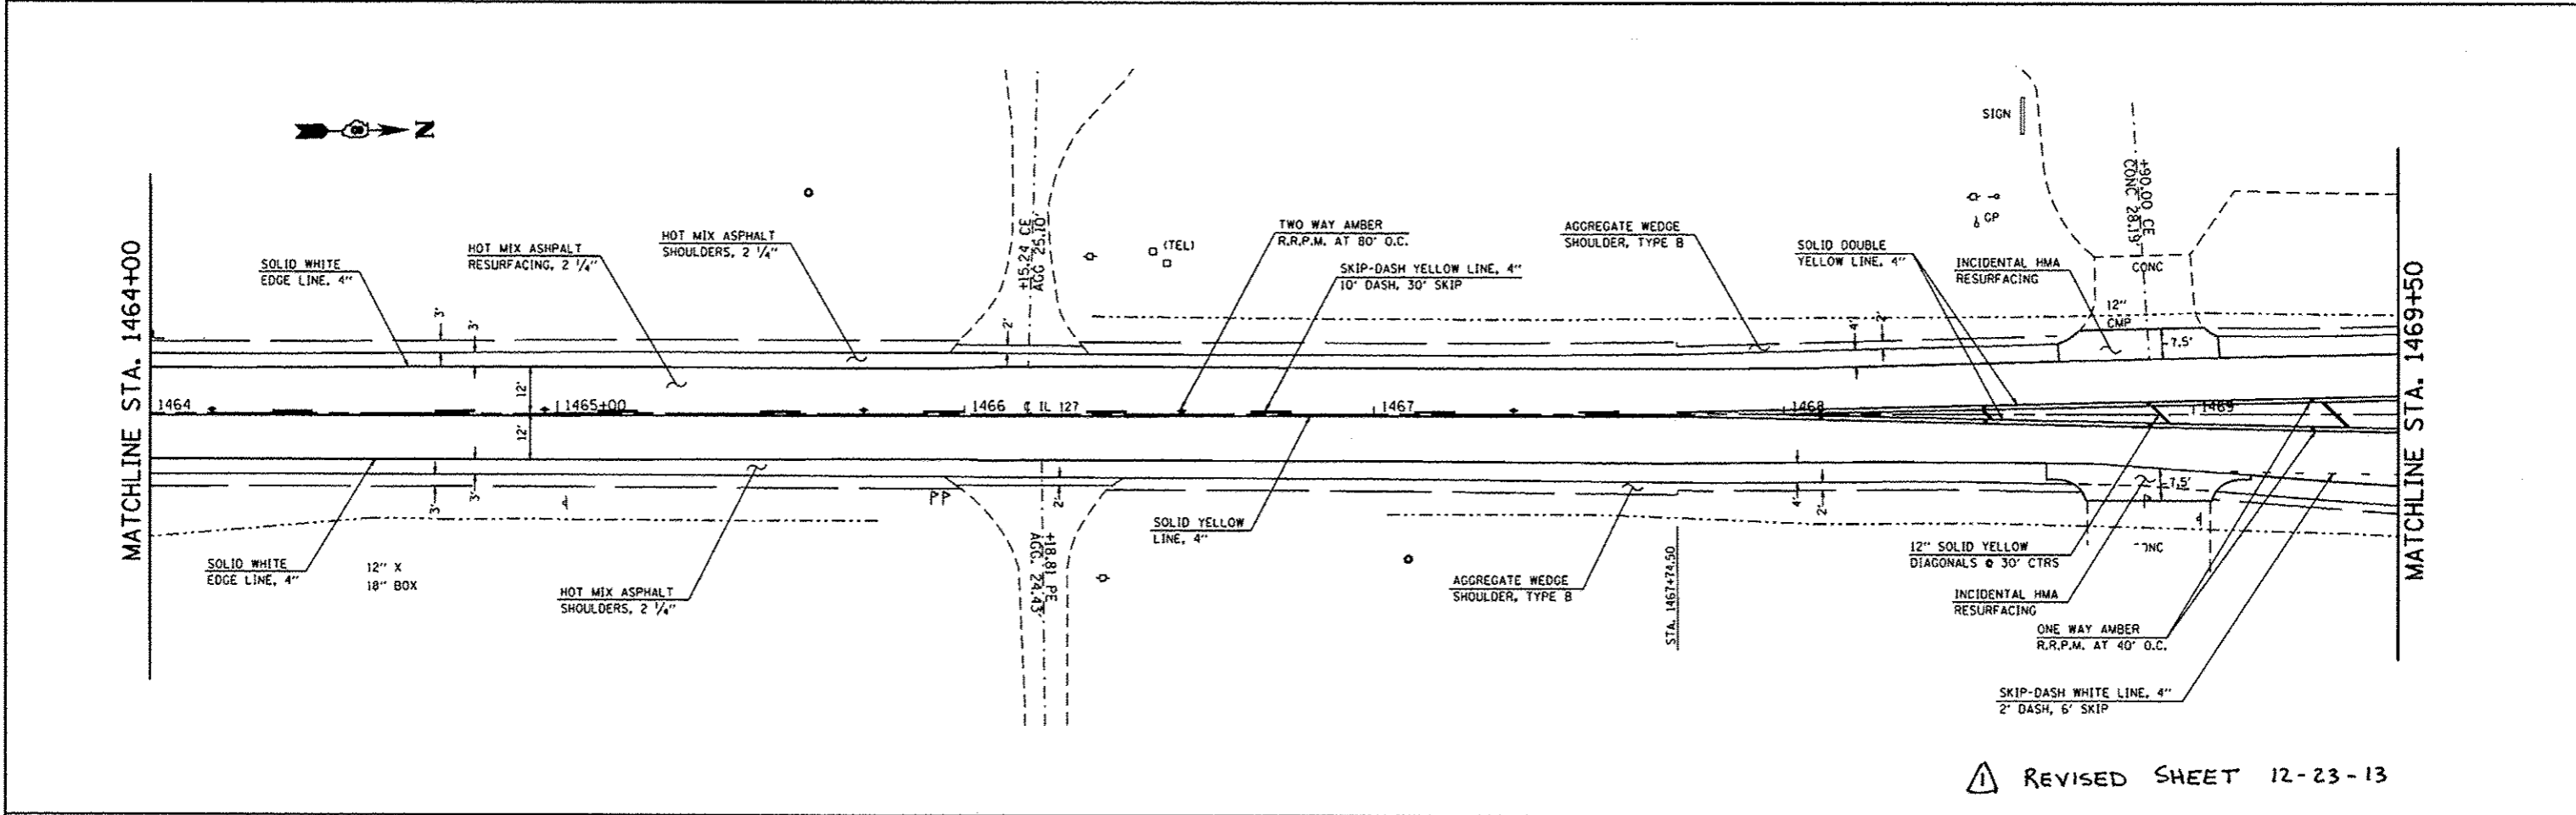 N
MATCHLINE STA. 1464+00
SOLID WHITE
EDGE LINE, 4"
HOT MIX ASHPALT
RESURFACING, 2 1/4"
HOT MIX ASPHALT
SHOULDERS, 2 1/4"
+15.24 CE
AGG 25.01'
(TEL)
TWO WAY AMBER
R.R.P.M. AT 80' O.C.
SKIP-DASH YELLOW LINE, 4"
10' DASH, 30' SKIP
AGGREGATE WEDGE
SHOULDER, TYPE B
SOLID DOUBLE
YELLOW LINE, 4"
INCIDENTAL HMA
RESURFACING
SIGN
GP
+90.00 CE
CONC 28.19'
CONC
12"
CMP
7.5'
3'
3'
2'
4'
2'
12'
12'
1464
1465+00
1466
℄ IL 127
1467
1468
1469
3'
3'
2'
4'
2'
7.5'
PP
P
SOLID WHITE
EDGE LINE, 4"
12" X
18" BOX
HOT MIX ASPHALT
SHOULDERS, 2 1/4"
+18.81 PE
AGG. 24.43'
SOLID YELLOW
LINE, 4"
AGGREGATE WEDGE
SHOULDER, TYPE B
STA. 1467+74.50
12" SOLID YELLOW
DIAGONALS @ 30' CTRS
INCIDENTAL HMA
RESURFACING
ONE WAY AMBER
R.R.P.M. AT 40' O.C.
SKIP-DASH WHITE LINE, 4"
2' DASH, 6' SKIP
MATCHLINE STA. 1469+50
1 REVISED SHEET 12-23-13